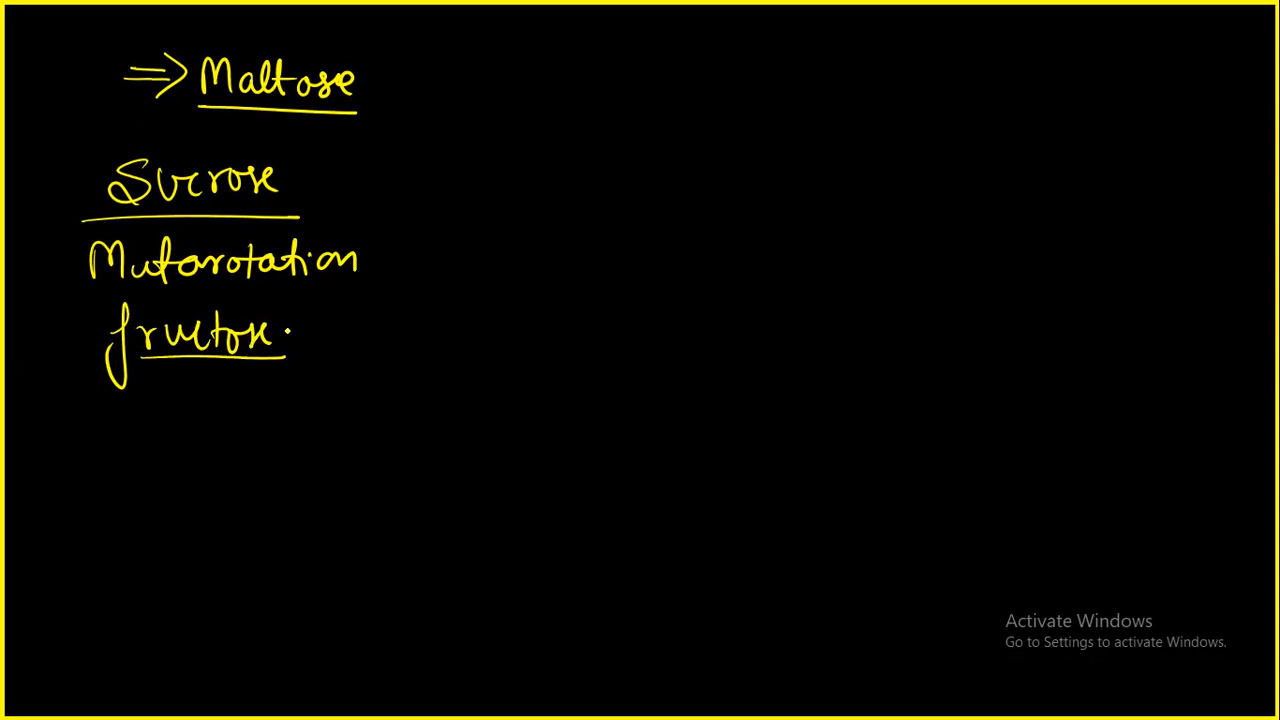 ⇒ Maltose
Sucrose
Mutarotation
fructose.
Activate Windows
Go to Settings to activate Windows.